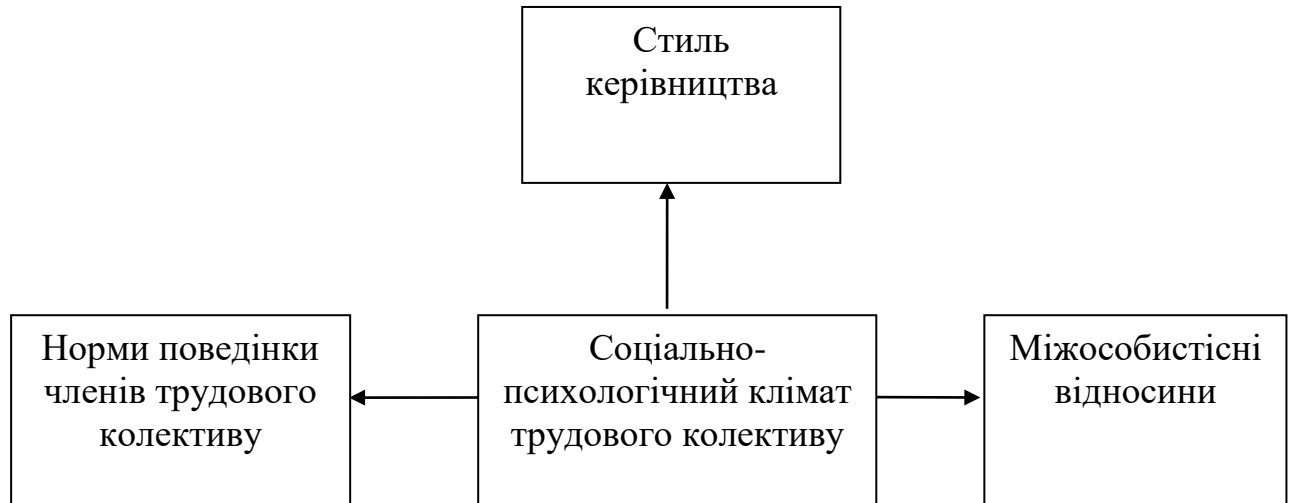 Стиль
керівництва
Норми поведінки
членів трудового
колективу
Соціально-
психологічний клімат
трудового колективу
Міжособистісні
відносини